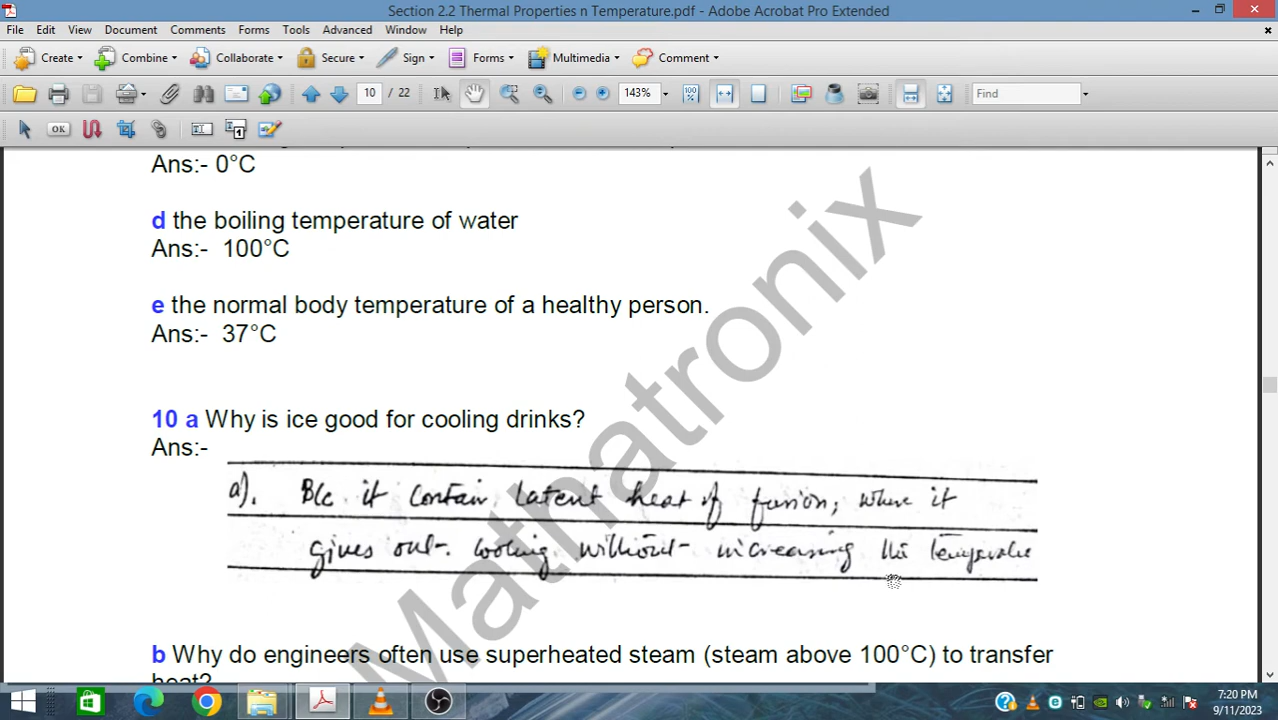 Section 2.2 Thermal Properties n Temperature.pdf - Adobe Acrobat Pro Extended
File Edit View Document Comments Forms Tools Advanced Window Help
Create Combine Collaborate Secure Sign Forms Multimedia Comment
10 / 22 143% Find
OK
Ans:- 0°C
d the boiling temperature of water
Ans:- 100°C
e the normal body temperature of a healthy person.
Ans:- 37°C
10 a Why is ice good for cooling drinks?
Ans:-
a). B/c it contain latent heat of fusion; where it
gives out cooling without increasing the temperature
b Why do engineers often use superheated steam (steam above 100°C) to transfer
heat?
Mathatronix
7:20 PM
9/11/2023